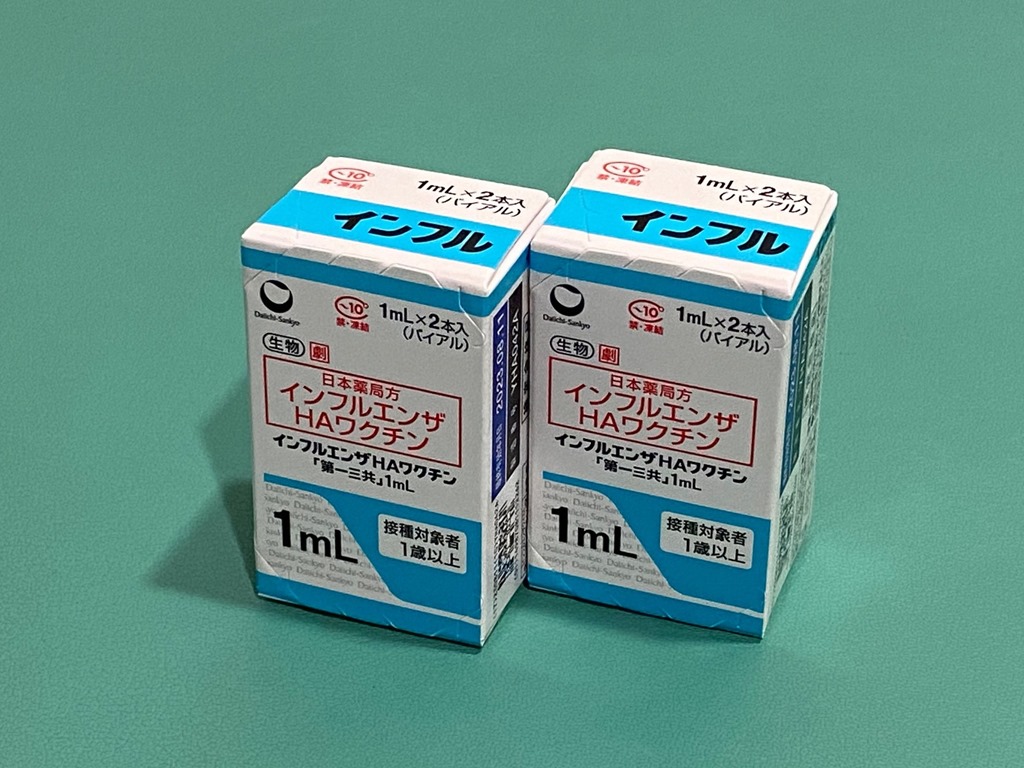 ~10°
禁・凍結
1mL×2本入
(バイアル)
インフル
Daiichi-Sankyo
~10°
禁・凍結
1mL×2本入
(バイアル)
生物 劇
日本薬局方
インフルエンザ
HAワクチン
インフルエンザHAワクチン
「第一三共」1mL
1mL
接種対象者
1歳以上
2023.08.11
YHA042A
~10°
禁・凍結
1mL×2本入
(バイアル)
インフル
Daiichi-Sankyo
~10°
禁・凍結
1mL×2本入
(バイアル)
生物 劇
日本薬局方
インフルエンザ
HAワクチン
インフルエンザHAワクチン
「第一三共」1mL
1mL
接種対象者
1歳以上